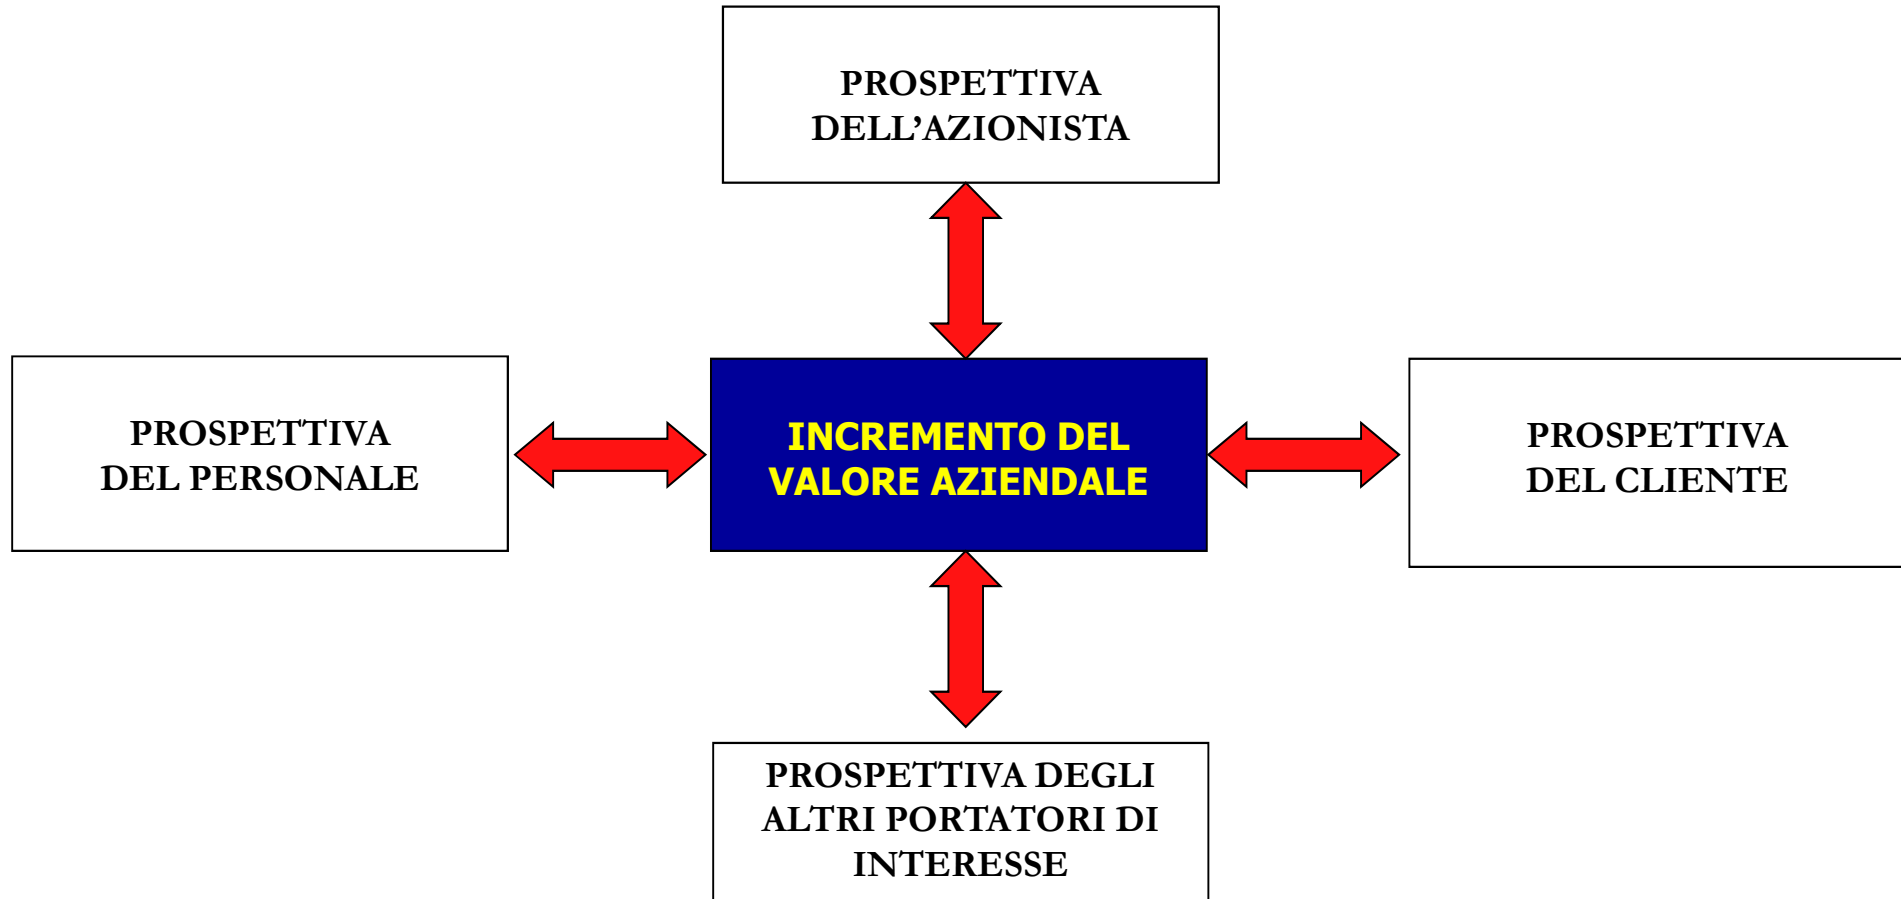 PROSPETTIVA
DELL’AZIONISTA
PROSPETTIVA
DEL PERSONALE
INCREMENTO DEL
VALORE AZIENDALE
PROSPETTIVA
DEL CLIENTE
PROSPETTIVA DEGLI
ALTRI PORTATORI DI
INTERESSE